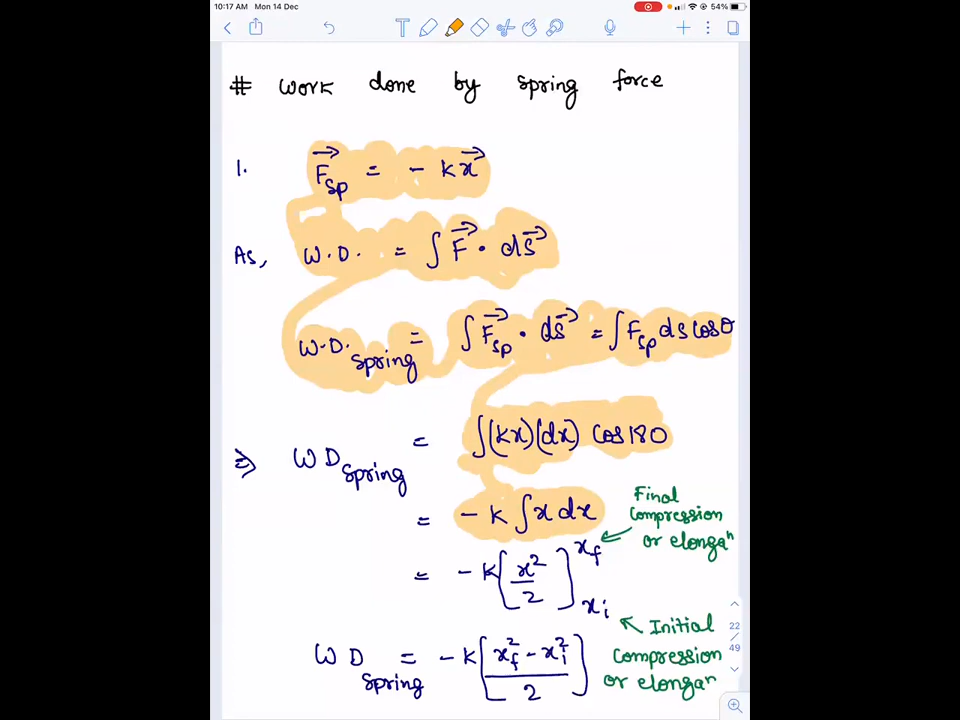 10:17 AM Mon 14 Dec
54%
# Work done by spring force
1. F⃗sp = - kx⃗
As, W.D. = ∫ F⃗ · ds⃗
W.D. spring = ∫ F⃗sp · ds⃗ = ∫ Fsp ds cosθ
⇒ WD spring = ∫(kx)(dx) cos180
= - k ∫ x dx
Final compression or elongaⁿ
= - k [x²/2] xf xi
Initial compression or elongaⁿ
WD spring = - k [(xf² - xi²)/2]
22
49